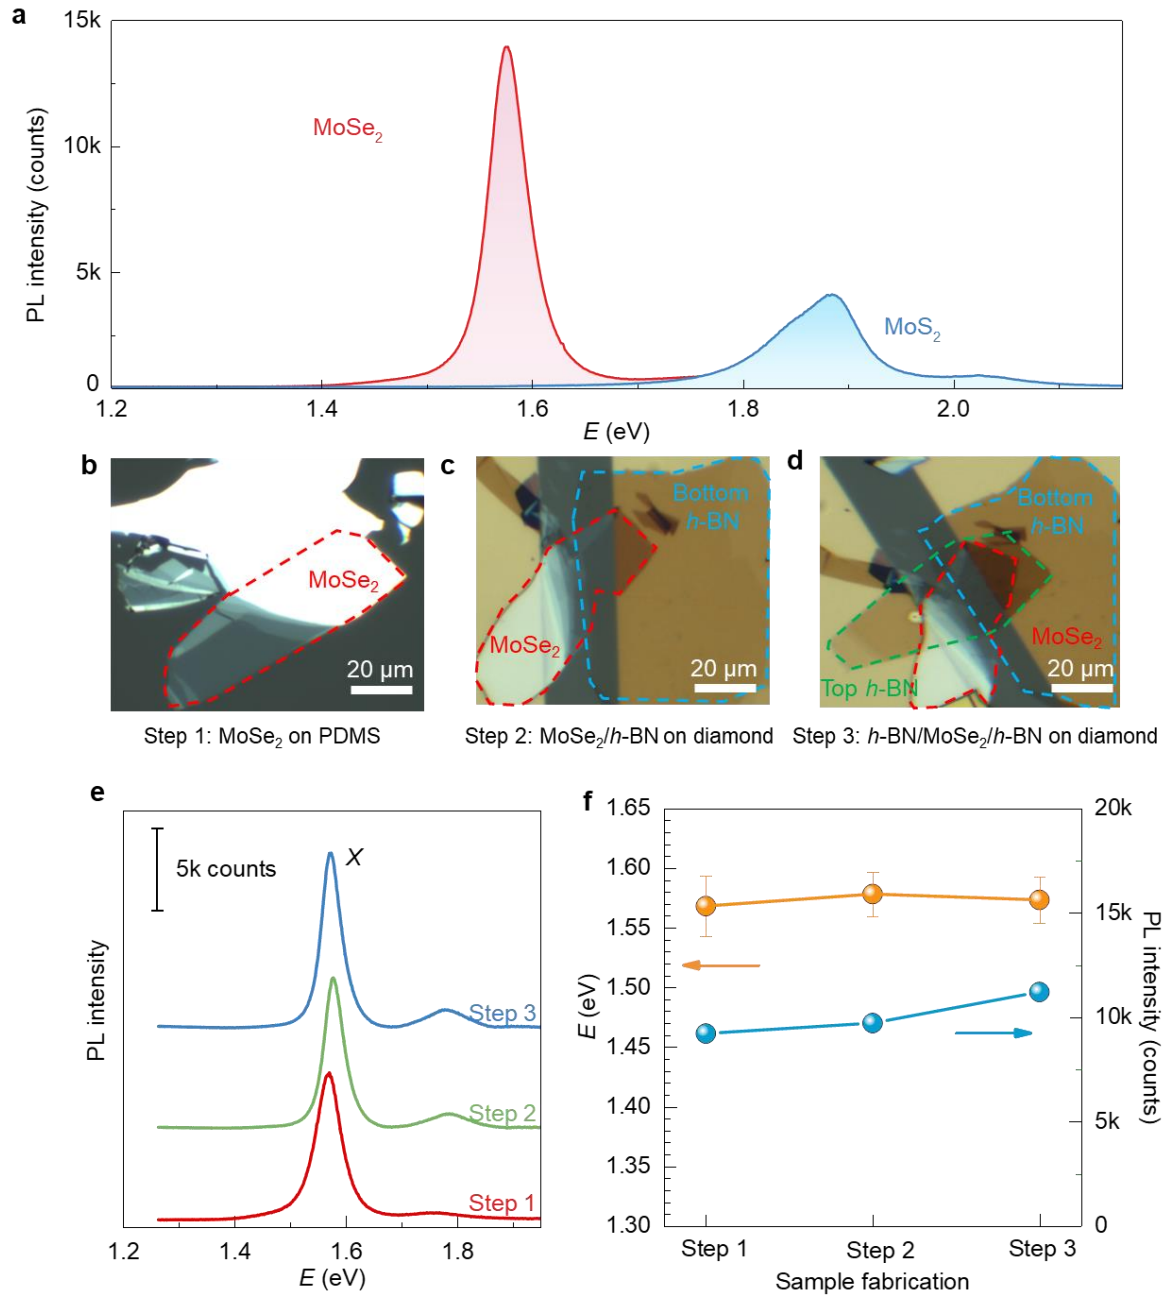 a
15k
10k
5k
0
PL intensity (counts)
MoSe₂
MoS₂
1.2 1.4 1.6 1.8 2.0
E (eV)
b
MoSe₂
20 µm
Step 1: MoSe₂ on PDMS
c
Bottom
h-BN
MoSe₂
20 µm
Step 2: MoSe₂/h-BN on diamond
d
Bottom
h-BN
MoSe₂
Top h-BN
20 µm
Step 3: h-BN/MoSe₂/h-BN on diamond
e
5k counts
X
Step 3
Step 2
Step 1
PL intensity
1.2 1.4 1.6 1.8
E (eV)
f
1.65
1.60
1.55
1.50
1.45
1.40
1.35
1.30
E (eV)
20k
15k
10k
5k
0
PL intensity (counts)
Step 1 Step 2 Step 3
Sample fabrication